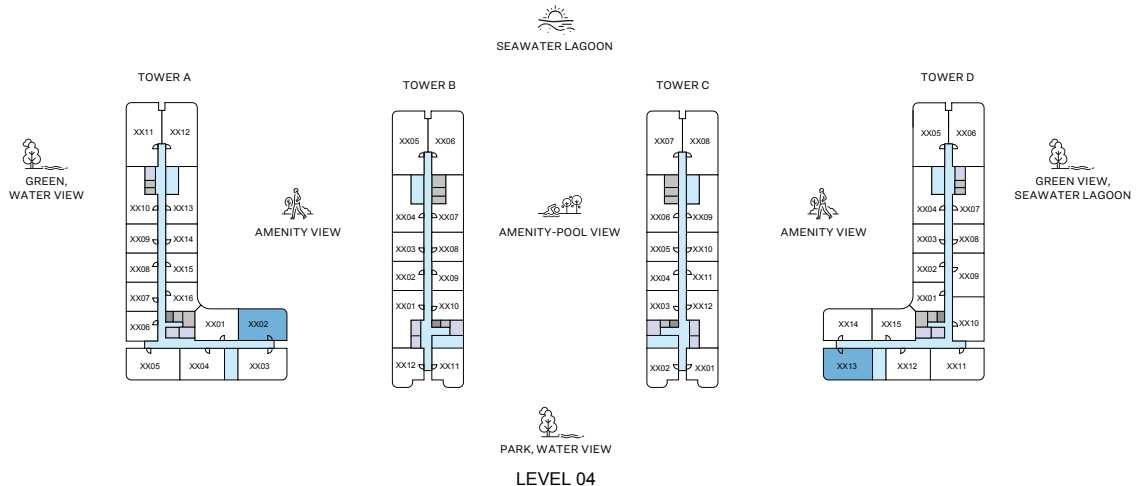 SEAWATER LAGOON
TOWER A
TOWER B
TOWER C
TOWER D
GREEN,
WATER VIEW
AMENITY VIEW
AMENITY-POOL VIEW
AMENITY VIEW
GREEN VIEW,
SEAWATER LAGOON
XX11
XX12
XX10
XX13
XX09
XX14
XX08
XX15
XX07
XX16
XX06
XX01
XX02
XX05
XX04
XX03
XX05
XX06
XX04
XX07
XX03
XX08
XX02
XX09
XX01
XX10
XX12
XX11
XX07
XX08
XX06
XX09
XX05
XX10
XX04
XX11
XX03
XX12
XX02
XX01
XX05
XX06
XX04
XX07
XX03
XX08
XX02
XX09
XX01
XX14
XX15
XX10
XX13
XX12
XX11
PARK, WATER VIEW
LEVEL 04